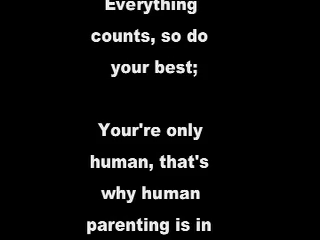 Everything
counts, so do
your best;
Your're only
human, that's
why human
parenting is in